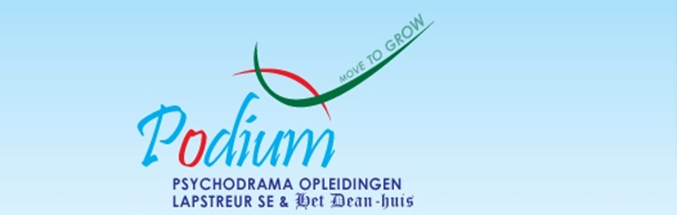 MOVE TO GROW
Podium
PSYCHODRAMA OPLEIDINGEN
LAPSTREUR SE & Het Dean-huis